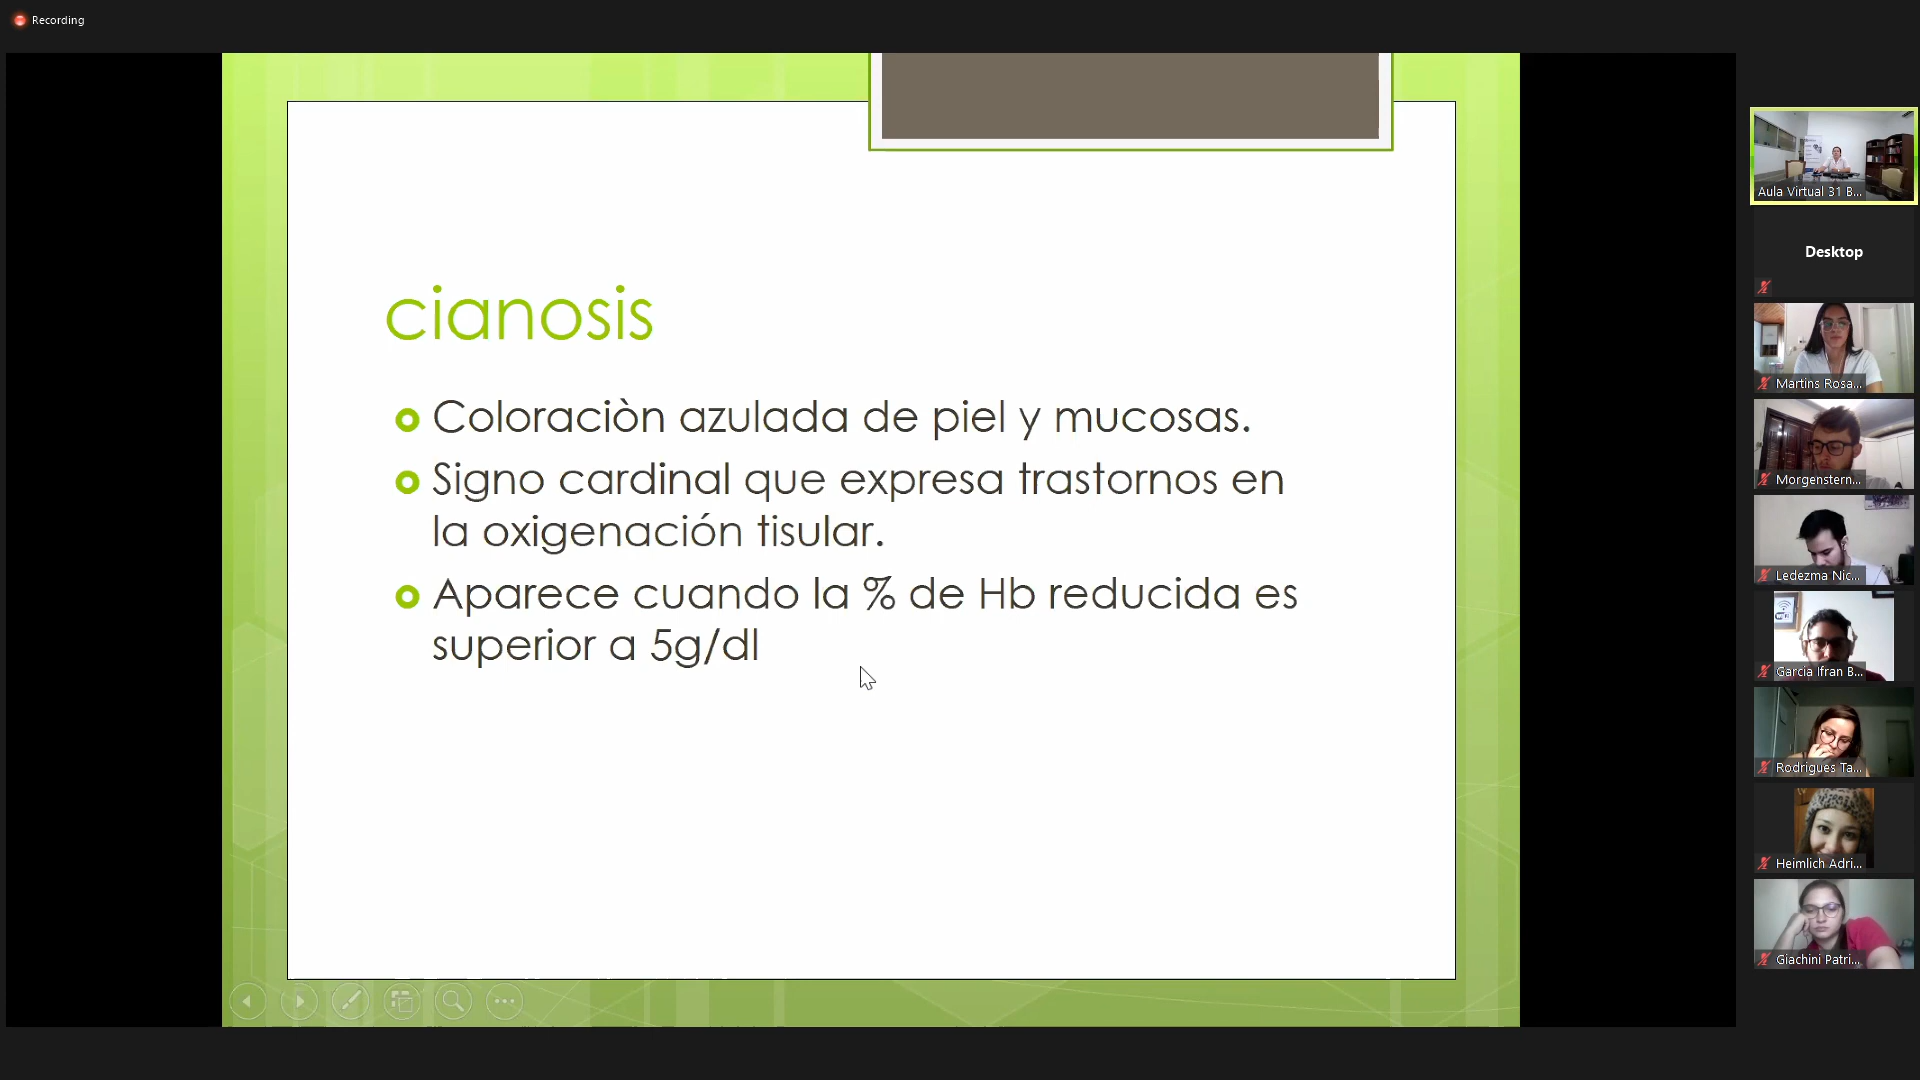 Recording
cianosis
Coloraciòn azulada de piel y mucosas.
Signo cardinal que expresa trastornos en
la oxigenación tisular.
Aparece cuando la % de Hb reducida es
superior a 5g/dl
Aula Virtual 31 B...
Desktop
Martins Rosa...
Morgenstern...
Ledezma Nic...
Garcia Ifran B...
Rodrigues Ta...
Heimlich Adri...
Giachini Patri...